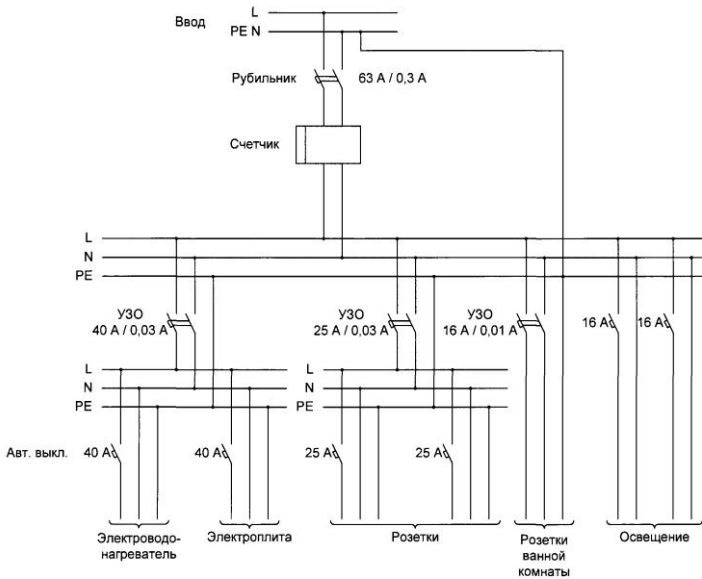 L
Ввод
PE N
Рубильник 63 А / 0,3 А
Счетчик
L
N
PE
УЗО УЗО УЗО
40 А / 0,03 А 25 А / 0,03 А 16 А / 0,01 А 16 А 16 А
L L
N N
PE PE
Авт. выкл. 40 А 40 А 25 А 25 А
Электроводо-
нагреватель
Электроплита
Розетки
Розетки
ванной
комнаты
Освещение